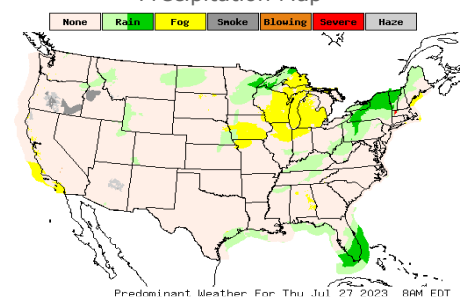 Precipitation Map
None Rain Fog Smoke Blowing Severe Haze
Predominant Weather For Thu Jul 27 2023 8AM EDT